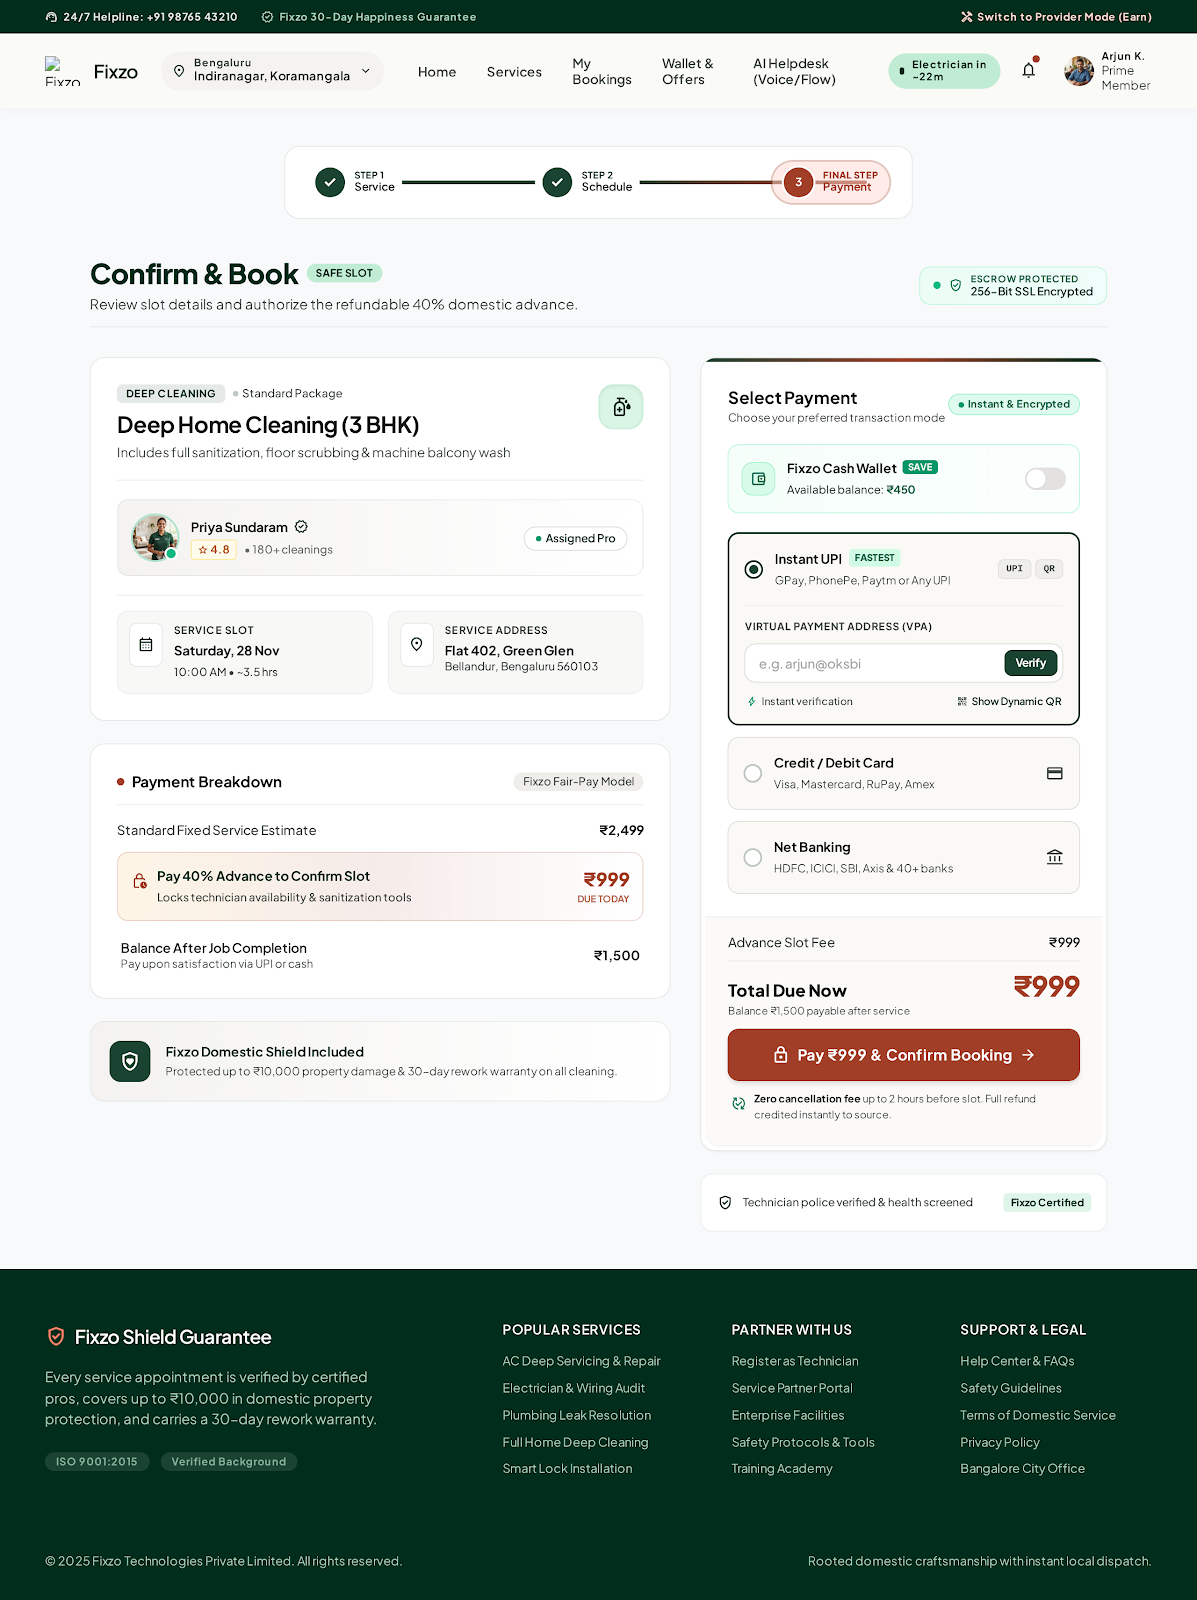 24/7 Helpline: +91 98765 43210
Fixzo 30-Day Happiness Guarantee
Switch to Provider Mode (Earn)
Fixzo
Fixzo
Bengaluru
Indiranagar, Koramangala
Home
Services
My Bookings
Wallet & Offers
AI Helpdesk (Voice/Flow)
Electrician in ~22m
Arjun K.
Prime Member
STEP 1
Service
STEP 2
Schedule
3
FINAL STEP
Payment
Confirm & Book
SAFE SLOT
Review slot details and authorize the refundable 40% domestic advance.
ESCROW PROTECTED
256-Bit SSL Encrypted
DEEP CLEANING
Standard Package
Deep Home Cleaning (3 BHK)
Includes full sanitization, floor scrubbing & machine balcony wash
Priya Sundaram
4.8
• 180+ cleanings
Assigned Pro
SERVICE SLOT
Saturday, 28 Nov
10:00 AM • ~3.5 hrs
SERVICE ADDRESS
Flat 402, Green Glen
Bellandur, Bengaluru 560103
Payment Breakdown
Fixzo Fair-Pay Model
Standard Fixed Service Estimate
₹2,499
Pay 40% Advance to Confirm Slot
Locks technician availability & sanitization tools
₹999
DUE TODAY
Balance After Job Completion
Pay upon satisfaction via UPI or cash
₹1,500
Fixzo Domestic Shield Included
Protected up to ₹10,000 property damage & 30-day rework warranty on all cleaning.
Select Payment
Choose your preferred transaction mode
Instant & Encrypted
Fixzo Cash Wallet
SAVE
Available balance: ₹450
Instant UPI
FASTEST
GPay, PhonePe, Paytm or Any UPI
UPI
QR
VIRTUAL PAYMENT ADDRESS (VPA)
e.g. arjun@oksbi
Verify
Instant verification
Show Dynamic QR
Credit / Debit Card
Visa, Mastercard, RuPay, Amex
Net Banking
HDFC, ICICI, SBI, Axis & 40+ banks
Advance Slot Fee
₹999
Total Due Now
Balance ₹1,500 payable after service
₹999
Pay ₹999 & Confirm Booking
Zero cancellation fee up to 2 hours before slot. Full refund
credited instantly to source.
Technician police verified & health screened
Fixzo Certified
Fixzo Shield Guarantee
Every service appointment is verified by certified
pros, covers up to ₹10,000 in domestic property
protection, and carries a 30-day rework warranty.
ISO 9001:2015
Verified Background
POPULAR SERVICES
AC Deep Servicing & Repair
Electrician & Wiring Audit
Plumbing Leak Resolution
Full Home Deep Cleaning
Smart Lock Installation
PARTNER WITH US
Register as Technician
Service Partner Portal
Enterprise Facilities
Safety Protocols & Tools
Training Academy
SUPPORT & LEGAL
Help Center & FAQs
Safety Guidelines
Terms of Domestic Service
Privacy Policy
Bangalore City Office
© 2025 Fixzo Technologies Private Limited. All rights reserved.
Rooted domestic craftsmanship with instant local dispatch.